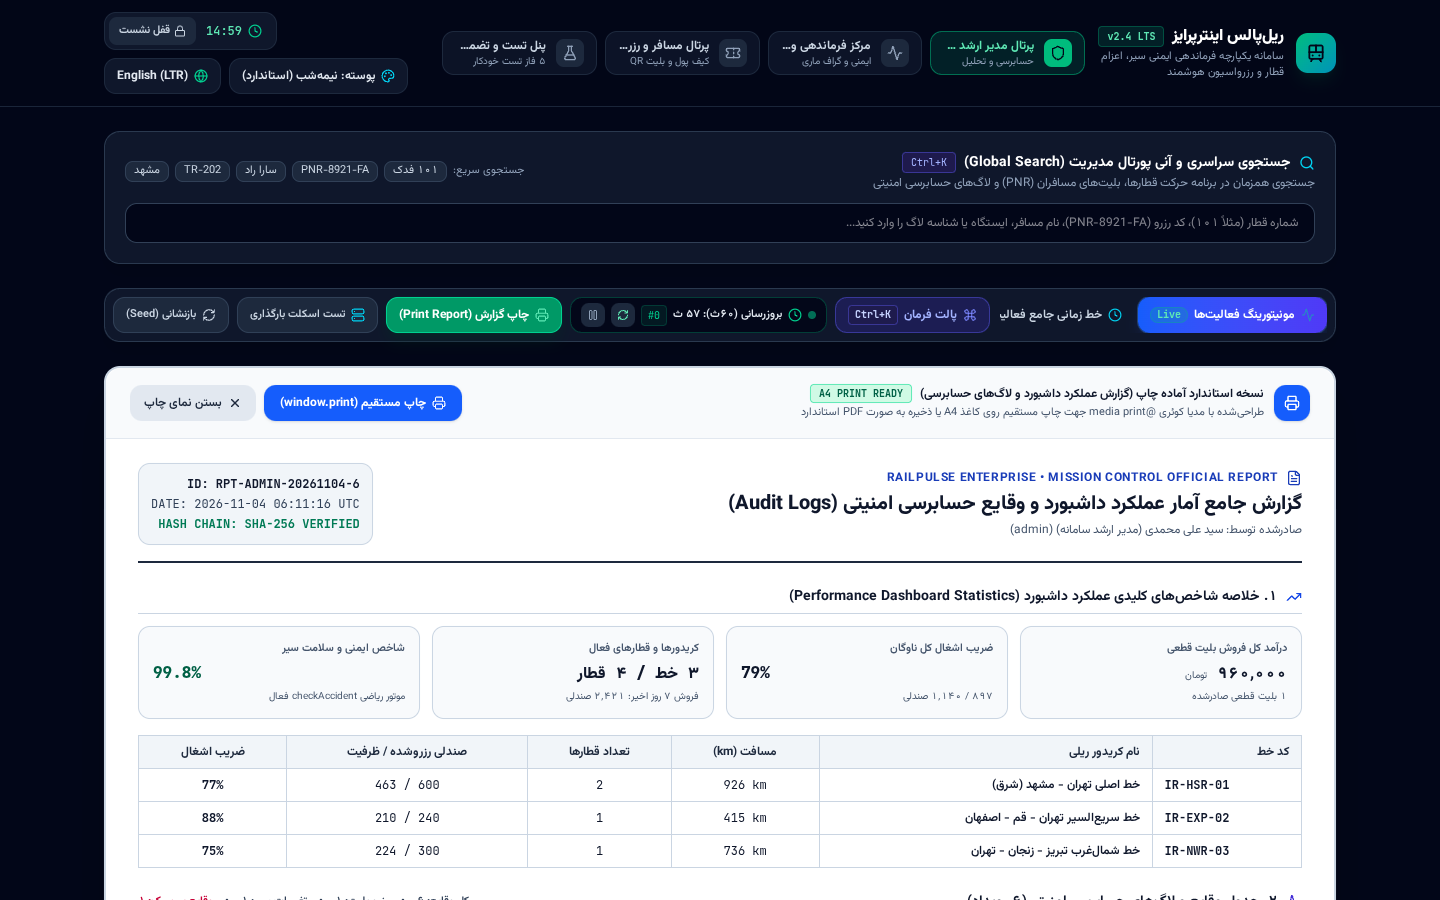 ریل‌پالس اینترپرایز v2.4 LTS
سامانه یکپارچه فرماندهی ایمنی سیر، اعزام
قطار و رزرواسیون هوشمند
پرتال مدیر ارشد ...
حسابرسی و تحلیل
مرکز فرماندهی و...
ایمنی و گراف ماری
پرتال مسافر و رزر...
کیف پول و بلیت QR
پنل تست و تضم...
۵ فاز تست خودکار
14:59 قفل نشست
پوسته: نیمه‌شب (استاندارد)
English (LTR)
جستجوی سراسری و آنی پورتال مدیریت (Global Search) Ctrl+K
جستجوی همزمان در برنامه حرکت قطارها، بلیت‌های مسافران (PNR) و لاگ‌های حسابرسی امنیتی
جستجوی سریع: ۱۰۱ فدک PNR-8921-FA سارا راد TR-202 مشهد
شماره قطار (مثلاً ۱۰۱)، کد رزرو (PNR-8921-FA)، نام مسافر، ایستگاه یا شناسه لاگ را وارد کنید...
مونیتورینگ فعالیت‌ها Live
خط زمانی جامع فعالی
پالت فرمان Ctrl+K
بروزرسانی (۶۰ث): ۵۷ ث #0
چاپ گزارش (Print Report)
تست اسکلت بارگذاری
بازنشانی (Seed)
نسخه استاندارد آماده چاپ (گزارش عملکرد داشبورد و لاگ‌های حسابرسی) A4 PRINT READY
طراحی‌شده با مدیا کوئری @media print جهت چاپ مستقیم روی کاغذ A4 یا ذخیره به صورت PDF استاندارد
چاپ مستقیم (window.print)
بستن نمای چاپ
RAILPULSE ENTERPRISE • MISSION CONTROL OFFICIAL REPORT
گزارش جامع آمار عملکرد داشبورد و وقایع حسابرسی امنیتی (Audit Logs)
صادرشده توسط: سید علی محمدی (مدیر ارشد سامانه) (admin)
ID: RPT-ADMIN-20261104-6
DATE: 2026-11-04 06:11:16 UTC
HASH CHAIN: SHA-256 VERIFIED
۱. خلاصه شاخص‌های کلیدی عملکرد داشبورد (Performance Dashboard Statistics)
درآمد کل فروش بلیت قطعی
۹۶۰,۰۰۰ تومان
۱ بلیت قطعی صادرشده
ضریب اشغال کل ناوگان
79%
۸۹۷ / ۱,۱۴۰ صندلی
کریدورها و قطارهای فعال
۳ خط / ۴ قطار
فروش ۷ روز اخیر: ۲,۴۲۱ صندلی
شاخص ایمنی و سلامت سیر
99.8%
موتور ریاضی checkAccident فعال
کد خط نام کریدور ریلی مسافت (km) تعداد قطارها صندلی رزروشده / ظرفیت ضریب اشغال
IR-HSR-01 خط اصلی تهران - مشهد (شرق) 926 km 2 463 / 600 77%
IR-EXP-02 خط سریع‌السیر تهران - قم - اصفهان 415 km 1 210 / 240 88%
IR-NWR-03 خط شمال‌غرب تبریز - زنجان - تهران 736 km 1 224 / 300 75%